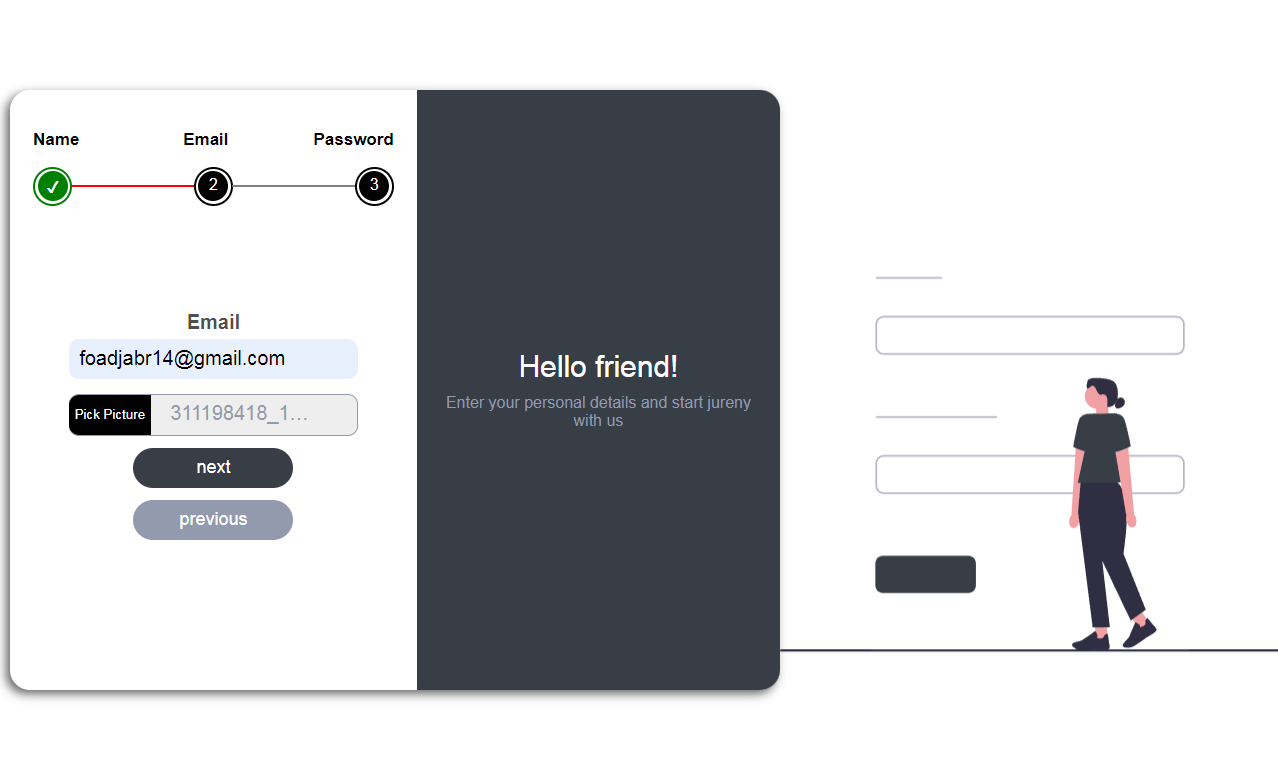 Name Email Password
✓ 2 3
Email
foadjabr14@gmail.com
Pick Picture 311198418_1...
next
previous
Hello friend!
Enter your personal details and start jureny
with us